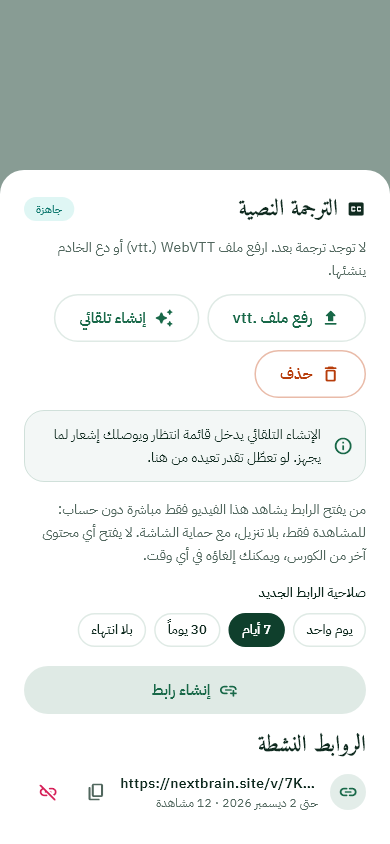 الترجمة النصية
جاهزة
لا توجد ترجمة بعد. ارفع ملف WebVTT (.vtt) أو دع الخادم
ينشئها.
رفع ملف .vtt
إنشاء تلقائي
حذف
الإنشاء التلقائي يدخل قائمة انتظار ويوصلك إشعار لما
يجهز. لو تعطّل تقدر تعيده من هنا.
من يفتح الرابط يشاهد هذا الفيديو فقط مباشرة دون حساب:
للمشاهدة فقط، بلا تنزيل، مع حماية الشاشة. لا يفتح أي محتوى
آخر من الكورس، ويمكنك إلغاؤه في أي وقت.
صلاحية الرابط الجديد
يوم واحد
7 أيام
30 يوماً
بلا انتهاء
إنشاء رابط
الروابط النشطة
https://nextbrain.site/v/7K...
حتى 2 ديسمبر 2026 · 12 مشاهدة